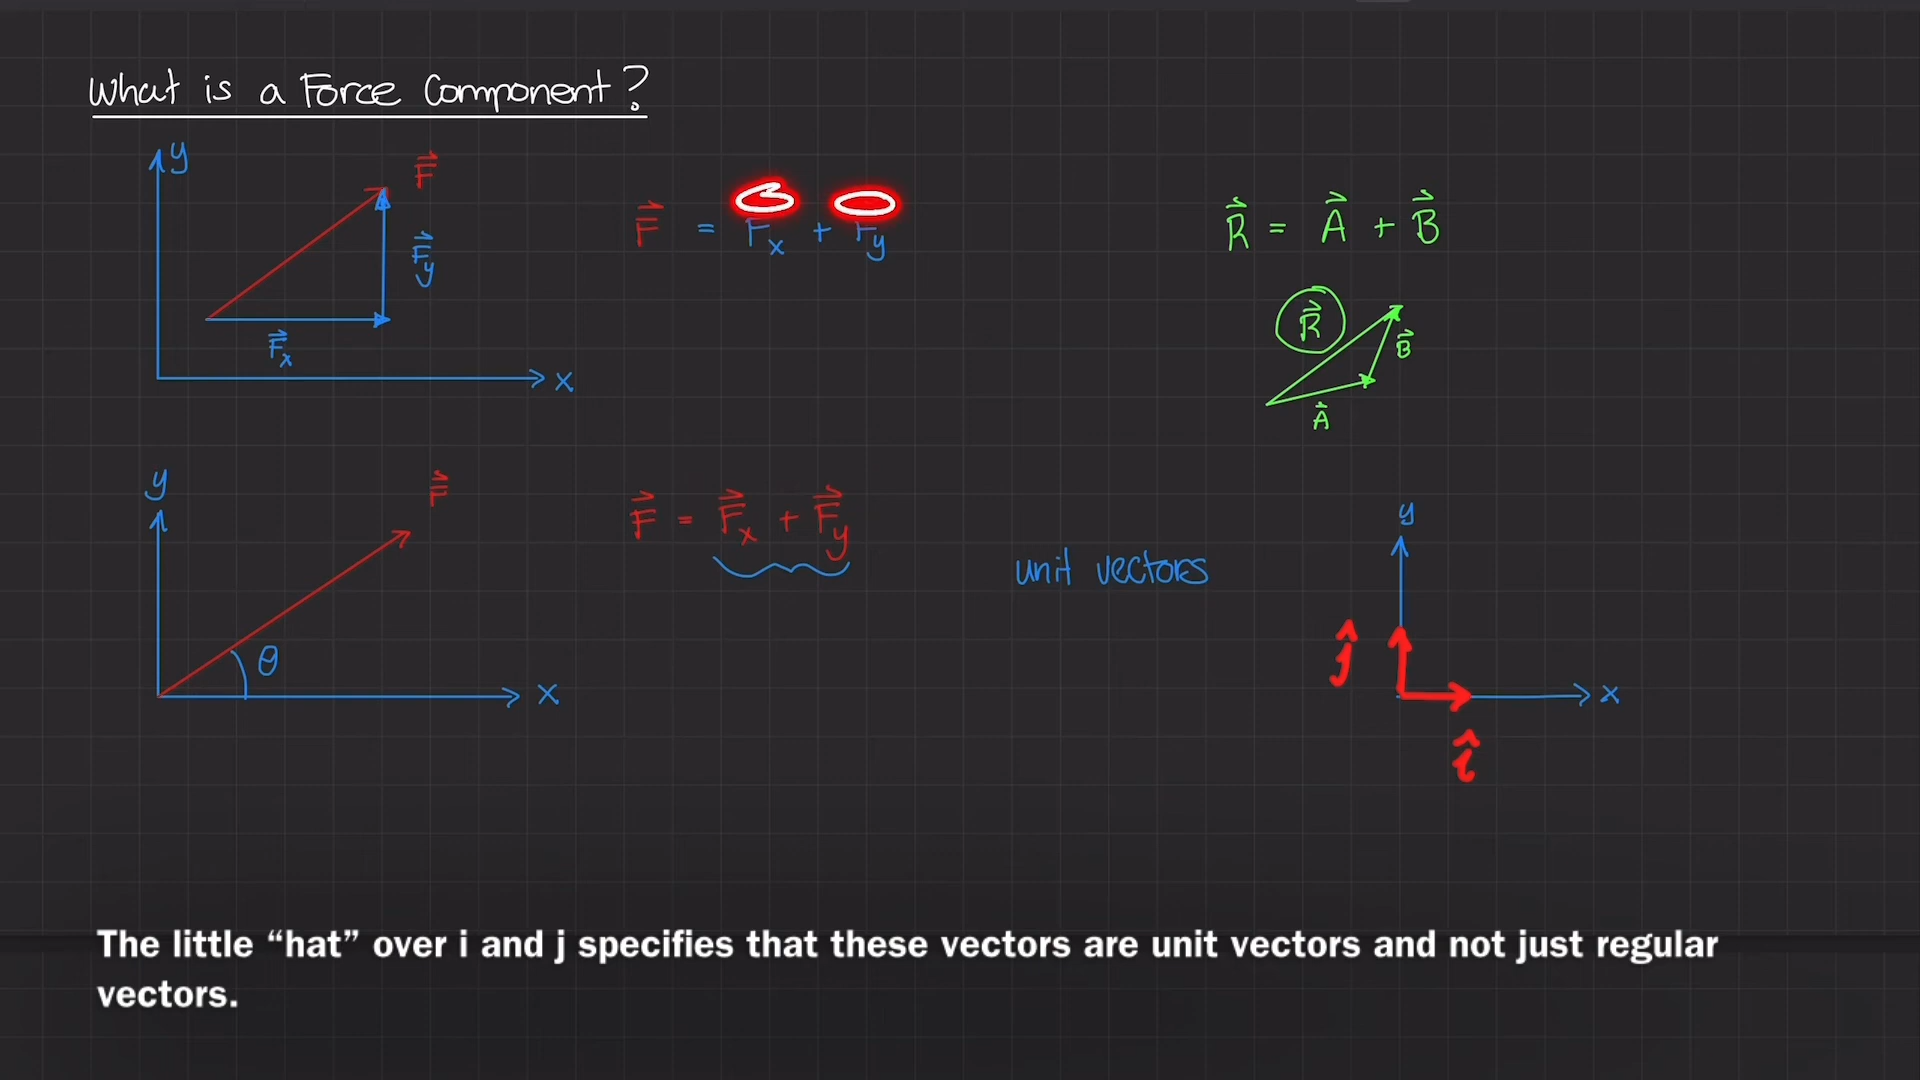 What is a Force Component?
y
F⃗
F⃗y
F⃗x
x
F⃗ = Fx + Fy
R⃗ = A⃗ + B⃗
R⃗
B⃗
A⃗
y
F⃗
θ
x
F⃗ = F⃗x + F⃗y
unit vectors
y
ĵ
x
î
The little “hat” over i and j specifies that these vectors are unit vectors and not just regular
vectors.